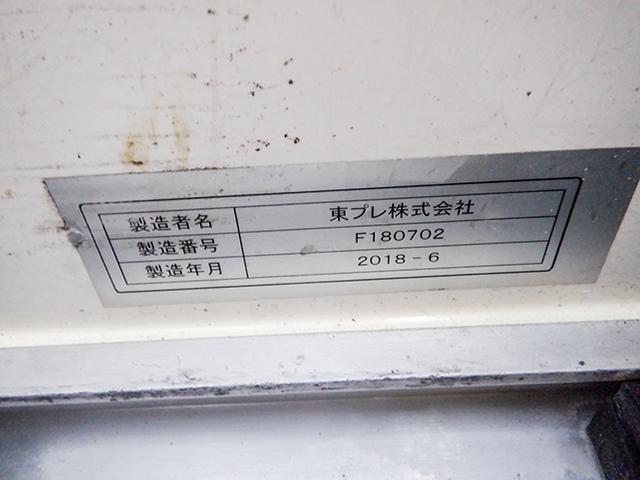 製造者名 東プレ株式会社
製造番号 F180702
製造年月 2018-6